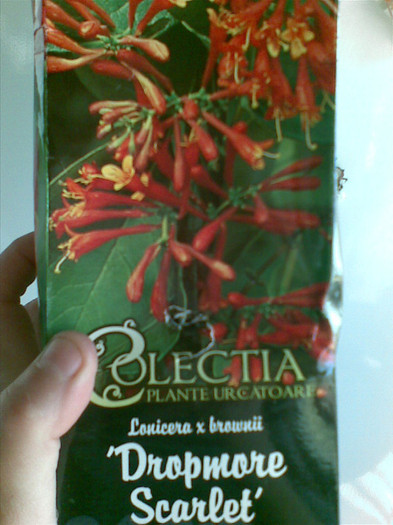 COLECTIA
PLANTE URCATOARE
Lonicera x brownii
'Dropmore
Scarlet'